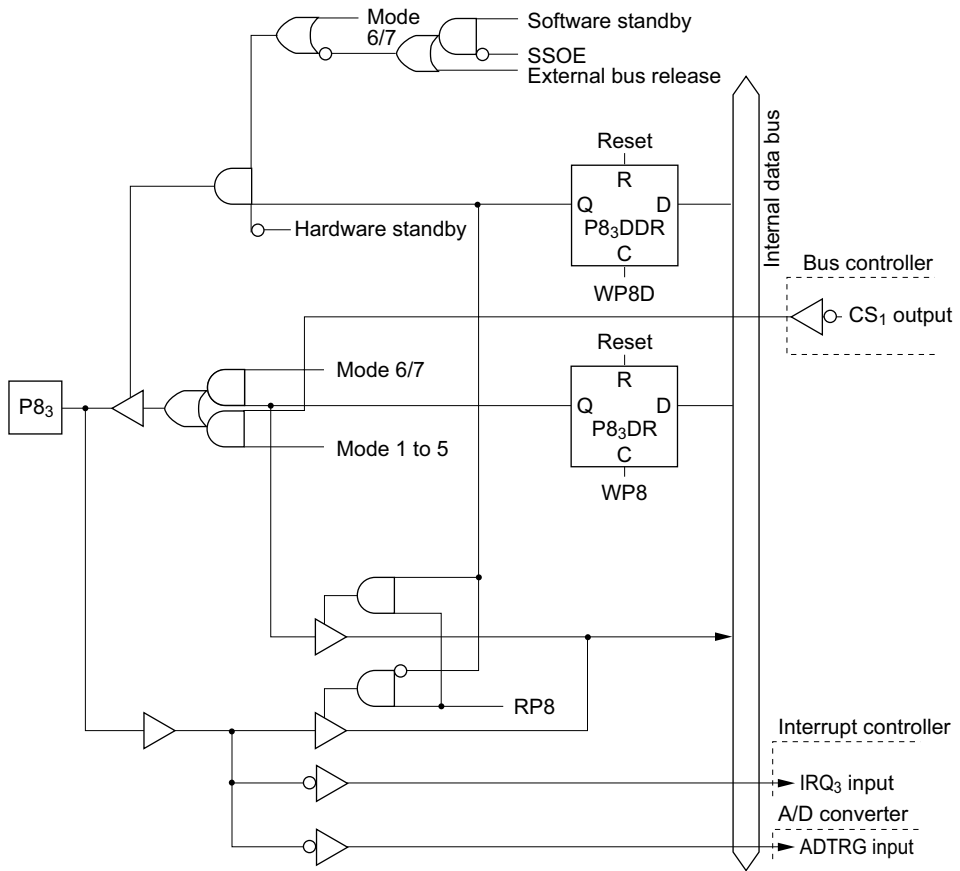 Mode
6/7
Software standby
SSOE
External bus release
Internal data bus
Reset
R
Q
D
P8₃DDR
C
WP8D
Hardware standby
Bus controller
CS₁ output
Reset
R
Q
D
P8₃DR
C
WP8
Mode 6/7
P8₃
Mode 1 to 5
RP8
Interrupt controller
IRQ₃ input
A/D converter
ADTRG input